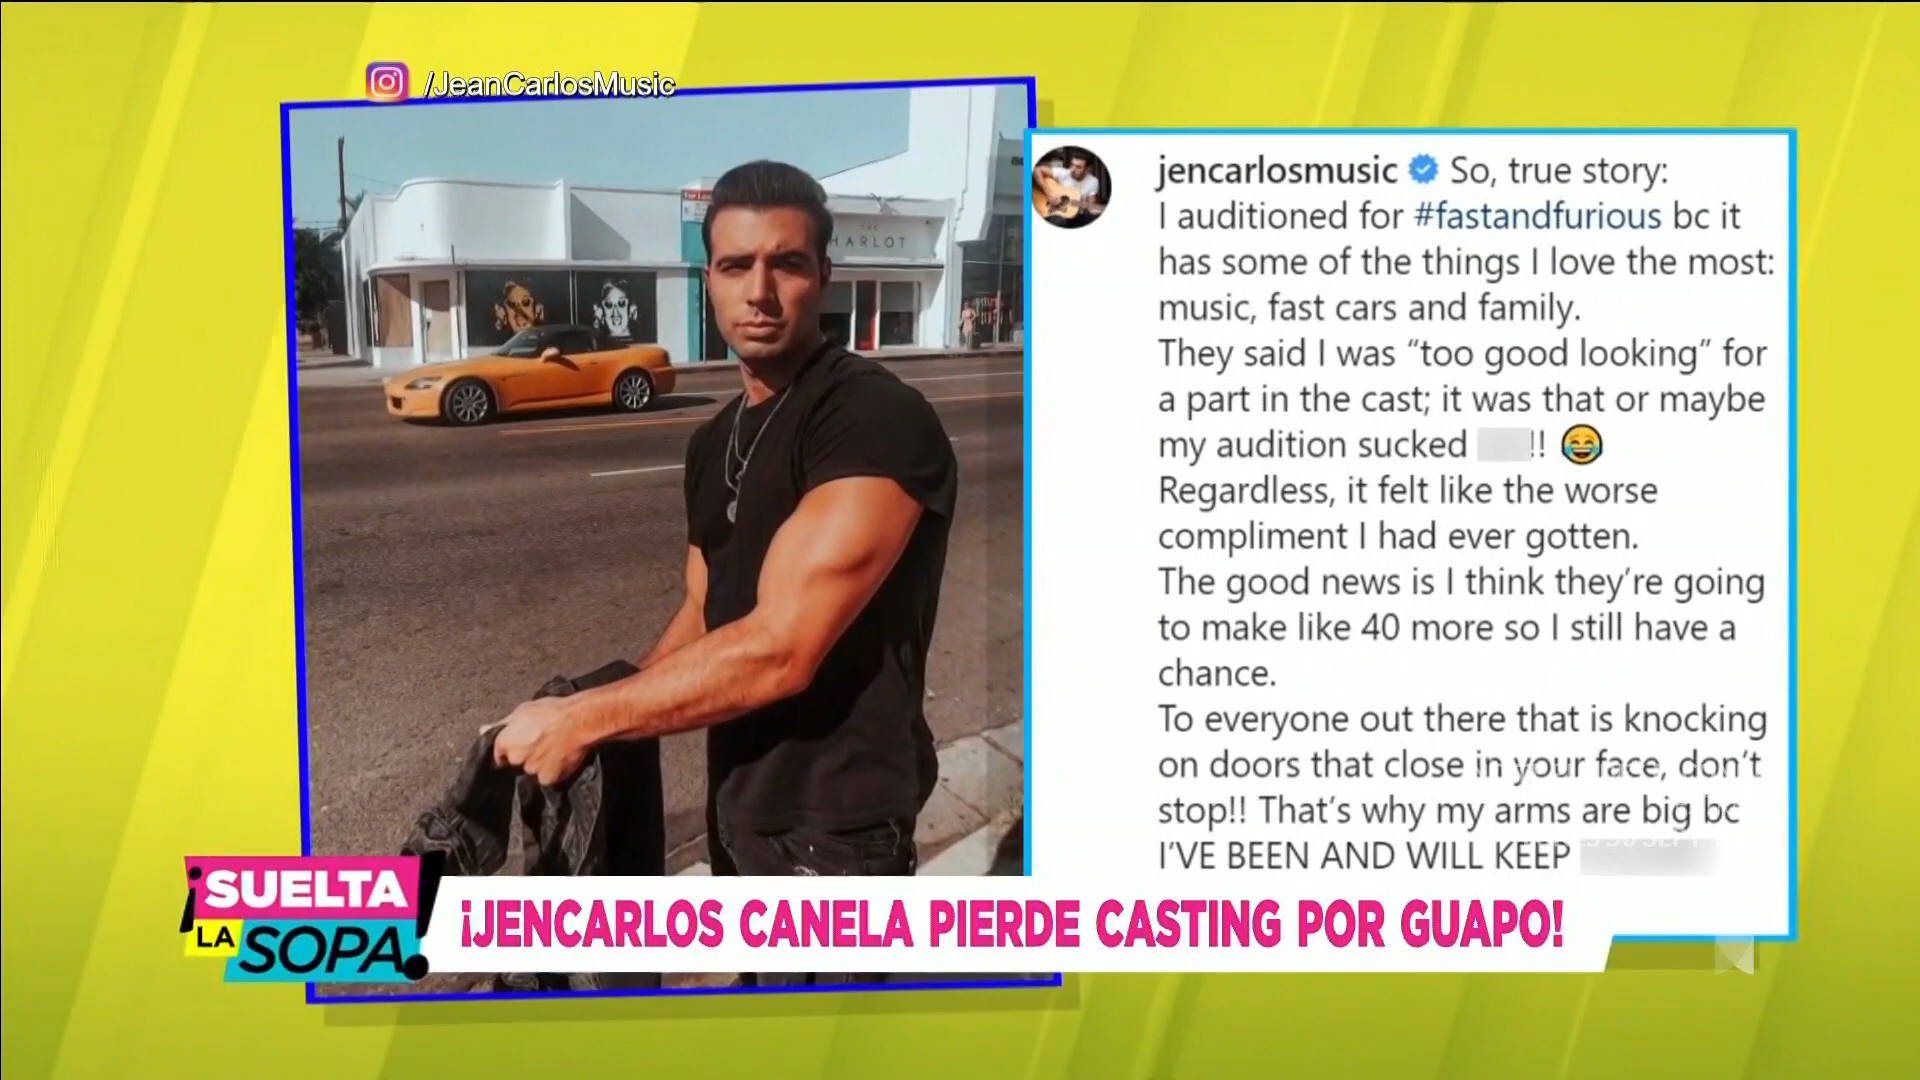 /JeanCarlosMusic
HARLOT
jencarlosmusic So, true story:
I auditioned for #fastandfurious bc it
has some of the things I love the most:
music, fast cars and family.
They said I was “too good looking” for
a part in the cast; it was that or maybe
my audition sucked !!
Regardless, it felt like the worse
compliment I had ever gotten.
The good news is I think they’re going
to make like 40 more so I still have a
chance.
To everyone out there that is knocking
on doors that close in your face, don’t
stop!! That’s why my arms are big bc
I’VE BEEN AND WILL KEEP
¡SUELTA
LA SOPA!
¡JENCARLOS CANELA PIERDE CASTING POR GUAPO!